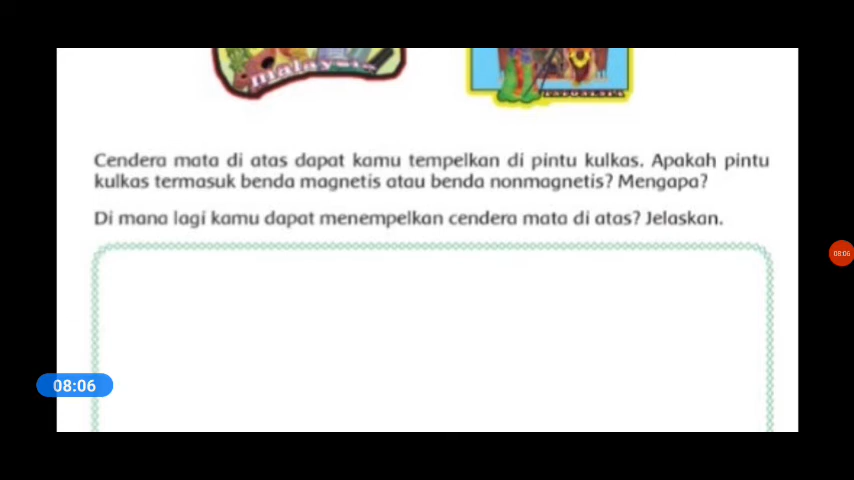 malaysia
Cendera mata di atas dapat kamu tempelkan di pintu kulkas. Apakah pintu
kulkas termasuk benda magnetis atau benda nonmagnetis? Mengapa?
Di mana lagi kamu dapat menempelkan cendera mata di atas? Jelaskan.
08:06
08:06